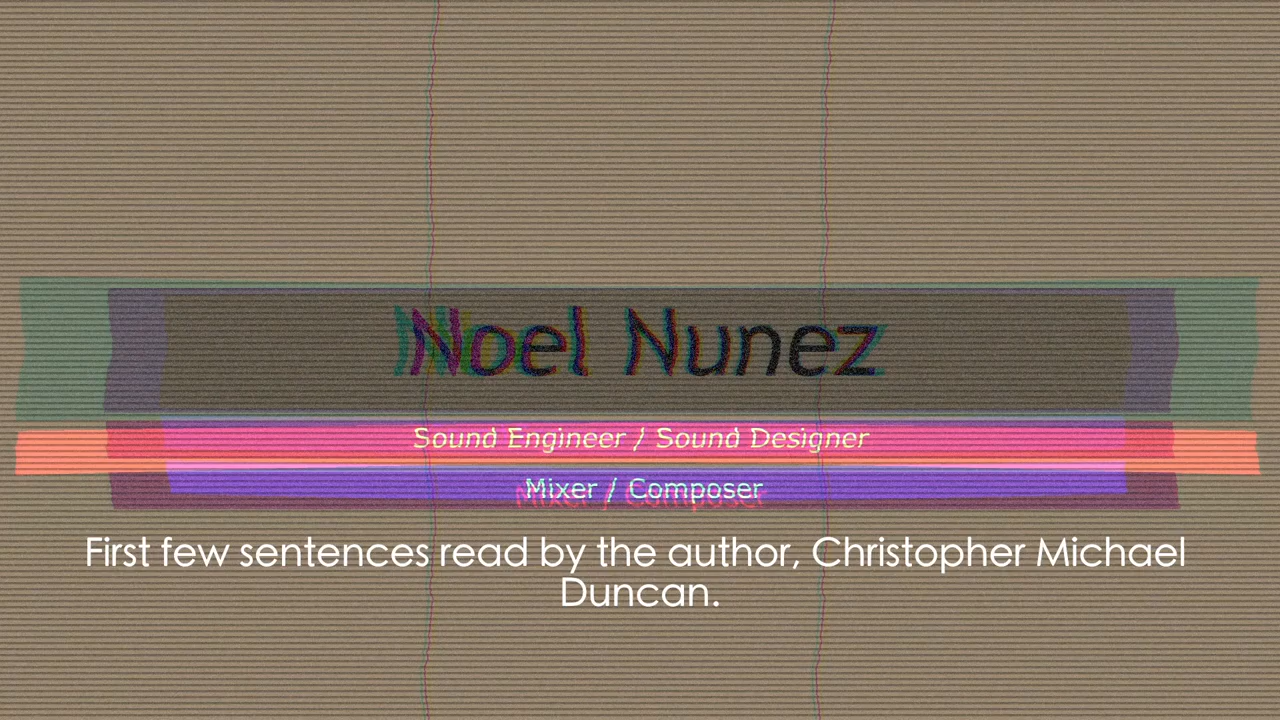 Noel Nunez
Sound Engineer / Sound Designer
Mixer / Composer
First few sentences read by the author, Christopher Michael
Duncan.